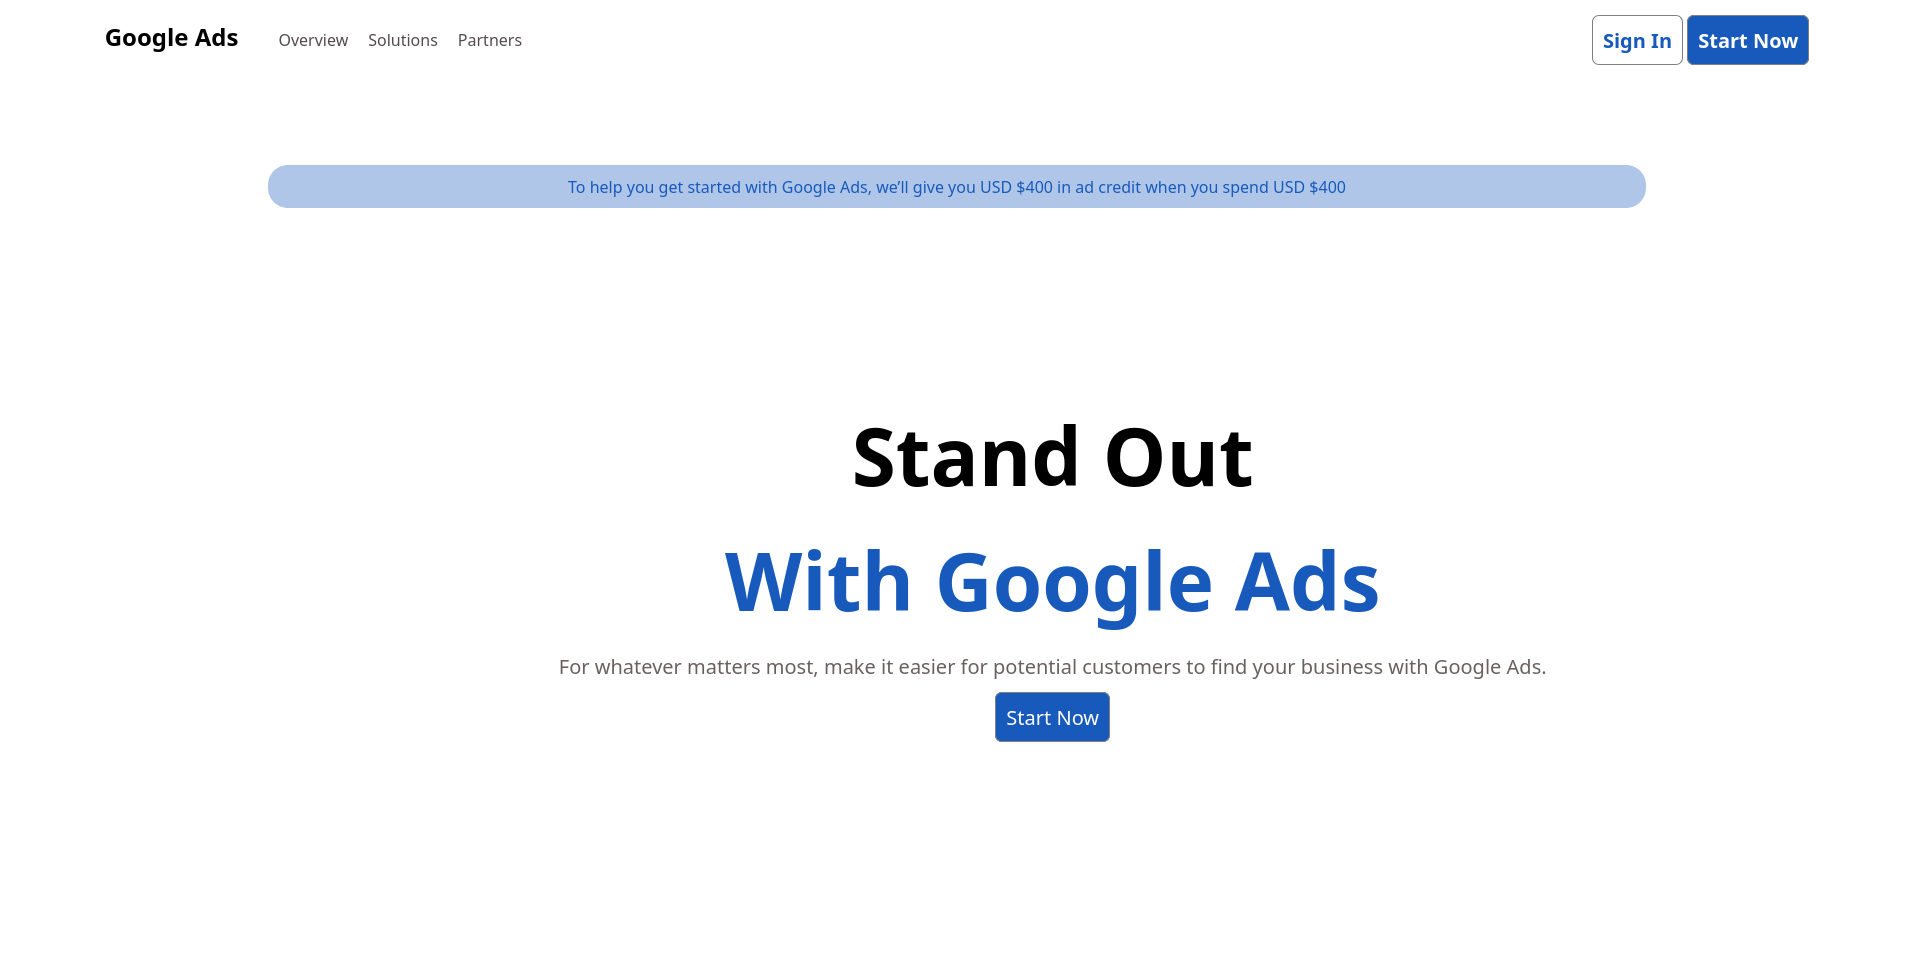 Google Ads
Overview Solutions Partners
Sign In Start Now
To help you get started with Google Ads, we’ll give you USD $400 in ad credit when you spend USD $400
Stand Out
With Google Ads
For whatever matters most, make it easier for potential customers to find your business with Google Ads.
Start Now